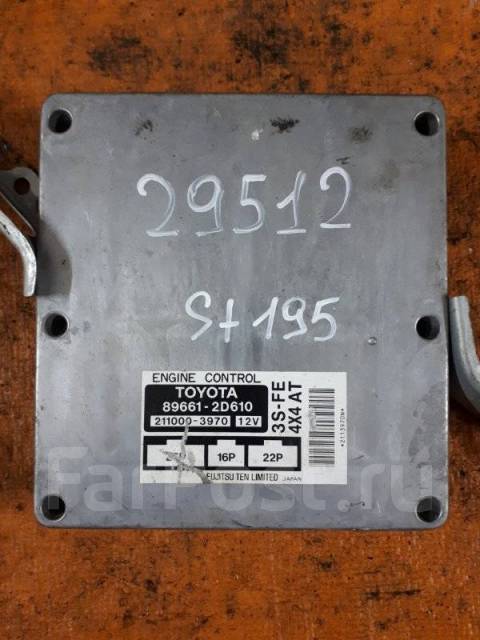 29512
St 195
ENGINE CONTROL
TOYOTA
89661-2D610
211000-3970 12V
3S-FE
4X4 AT
16P 22P
FUJITSU TEN LIMITED JAPAN
*2113970N*
FarPost.ru